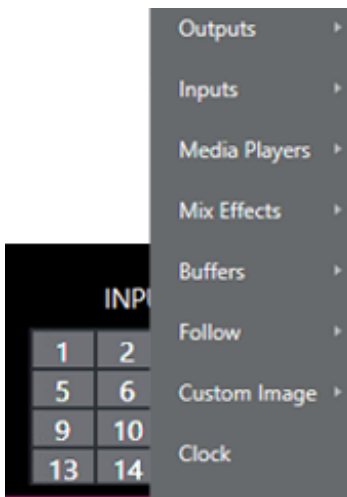 Outputs
Inputs
Media Players
Mix Effects
Buffers
Follow
Custom Image
Clock
INP
1 2
5 6
9 10
13 14